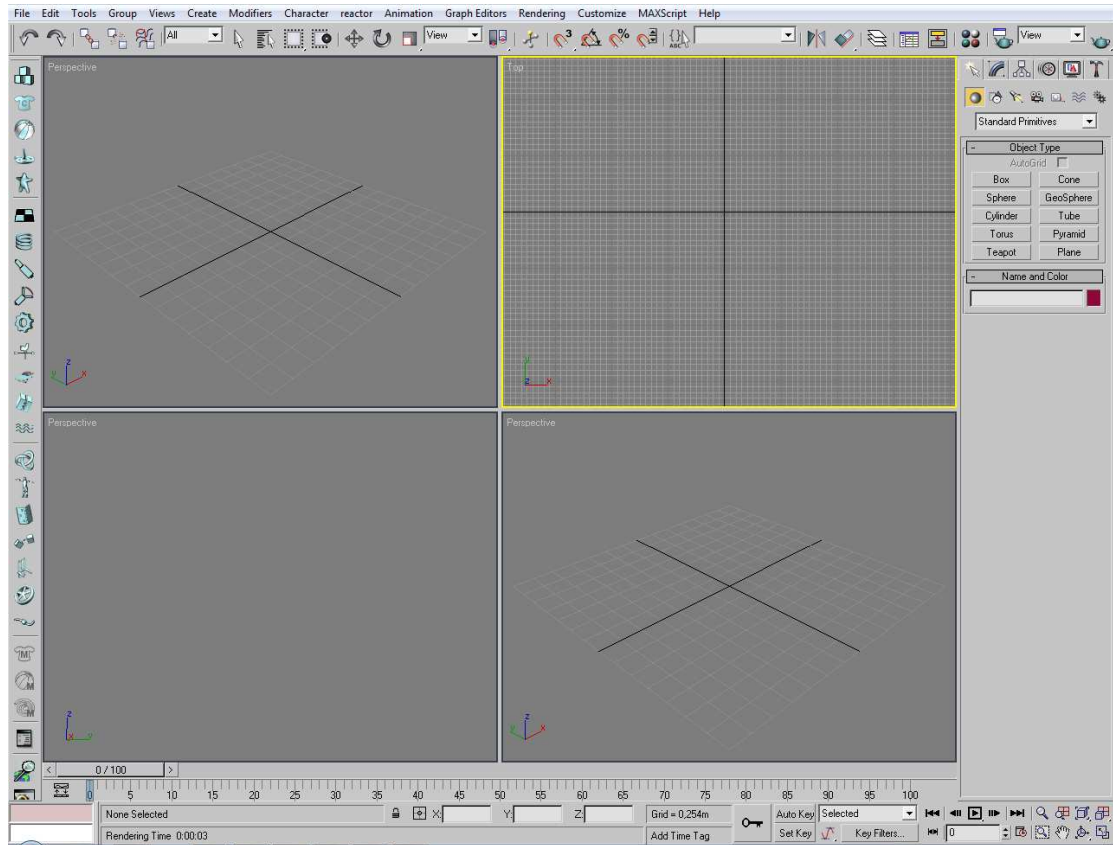 File Edit Tools Group Views Create Modifiers Character reactor Animation Graph Editors Rendering Customize MAXScript Help
All View View
Perspective Top
Standard Primitives
- Object Type
AutoGrid
Box Cone
Sphere GeoSphere
Cylinder Tube
Torus Pyramid
Teapot Plane
- Name and Color
z
y x
y
z x
Perspective Perspective
z
x y
z
y x
< 0 / 100 >
0 5 10 15 20 25 30 35 40 45 50 55 60 65 70 75 80 85 90 95 100
None Selected X: Y: Z: Grid = 0,254m Auto Key Selected
Rendering Time 0:00:03 Add Time Tag Set Key Key Filters... 0